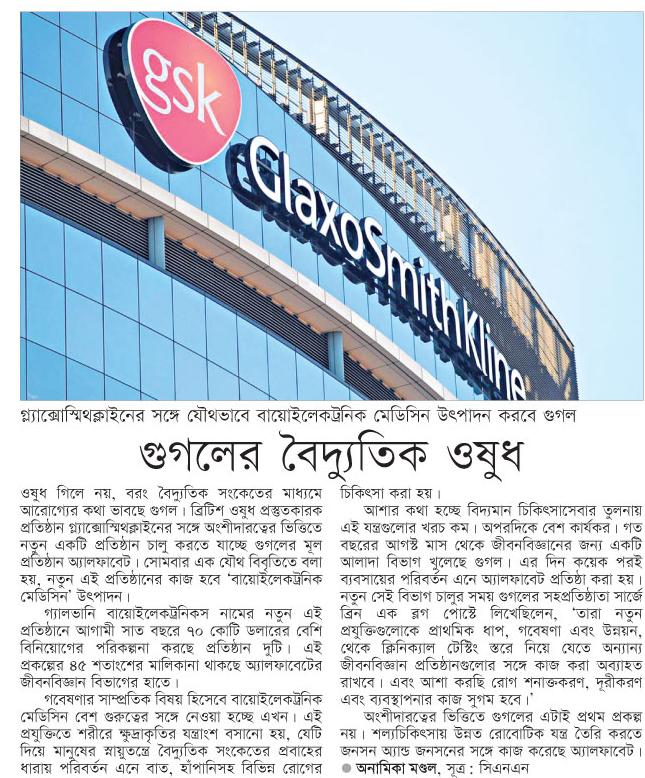 gsk
GlaxoSmithKline
গ্ল্যাক্সোস্মিথক্লাইনের সঙ্গে যৌথভাবে বায়োইলেকট্রনিক মেডিসিন উৎপাদন করবে গুগল
গুগলের বৈদ্যুতিক ওষুধ
ওষুধ গিলে নয়, বরং বৈদ্যুতিক সংকেতের মাধ্যমে
আরোগ্যের কথা ভাবছে গুগল। ব্রিটিশ ওষুধ প্রস্তুতকারক
প্রতিষ্ঠান গ্ল্যাক্সোস্মিথক্লাইনের সঙ্গে অংশীদারত্বের ভিত্তিতে
নতুন একটি প্রতিষ্ঠান চালু করতে যাচ্ছে গুগলের মূল
প্রতিষ্ঠান অ্যালফাবেট। সোমবার এক যৌথ বিবৃতিতে বলা
হয়, নতুন এই প্রতিষ্ঠানের কাজ হবে ‘বায়োইলেকট্রনিক
মেডিসিন’ উৎপাদন।
গ্যালভানি বায়োইলেকট্রনিকস নামের নতুন এই
প্রতিষ্ঠানে আগামী সাত বছরে ৭০ কোটি ডলারের বেশি
বিনিয়োগের পরিকল্পনা করছে প্রতিষ্ঠান দুটি। এই
প্রকল্পের ৪৫ শতাংশের মালিকানা থাকছে অ্যালফাবেটের
জীবনবিজ্ঞান বিভাগের হাতে।
গবেষণার সাম্প্রতিক বিষয় হিসেবে বায়োইলেকট্রনিক
মেডিসিন বেশ গুরুত্বের সঙ্গে নেওয়া হচ্ছে এখন। এই
প্রযুক্তিতে শরীরে ক্ষুদ্রাকৃতির যন্ত্রাংশ বসানো হয়, যেটি
দিয়ে মানুষের স্নায়ুতন্ত্রে বৈদ্যুতিক সংকেতের প্রবাহের
ধারায় পরিবর্তন এনে বাত, হাঁপানিসহ বিভিন্ন রোগের
চিকিৎসা করা হয়।
আশার কথা হচ্ছে বিদ্যমান চিকিৎসাসেবার তুলনায়
এই যন্ত্রগুলোর খরচ কম। অপরদিকে বেশ কার্যকর। গত
বছরের আগস্ট মাস থেকে জীবনবিজ্ঞানের জন্য একটি
আলাদা বিভাগ খুলেছে গুগল। এর দিন কয়েক পরই
ব্যবসায়ের পরিবর্তন এনে অ্যালফাবেট প্রতিষ্ঠা করা হয়।
নতুন সেই বিভাগ চালুর সময় গুগলের সহপ্রতিষ্ঠাতা সার্জে
ব্রিন এক ব্লগ পোস্টে লিখেছিলেন, ‘তারা নতুন
প্রযুক্তিগুলোকে প্রাথমিক ধাপ, গবেষণা এবং উন্নয়ন,
থেকে ক্লিনিক্যাল টেস্টিং স্তরে নিয়ে যেতে অন্যান্য
জীবনবিজ্ঞান প্রতিষ্ঠানগুলোর সঙ্গে কাজ করা অব্যাহত
রাখবে। এবং আশা করছি রোগ শনাক্তকরণ, দূরীকরণ
এবং ব্যবস্থাপনার কাজ সুগম হবে।’
অংশীদারত্বের ভিত্তিতে গুগলের এটাই প্রথম প্রকল্প
নয়। শল্যচিকিৎসায় উন্নত রোবোটিক যন্ত্র তৈরি করতে
জনসন অ্যান্ড জনসনের সঙ্গে কাজ করেছে অ্যালফাবেট।
● অনামিকা মণ্ডল, সূত্র : সিএনএন